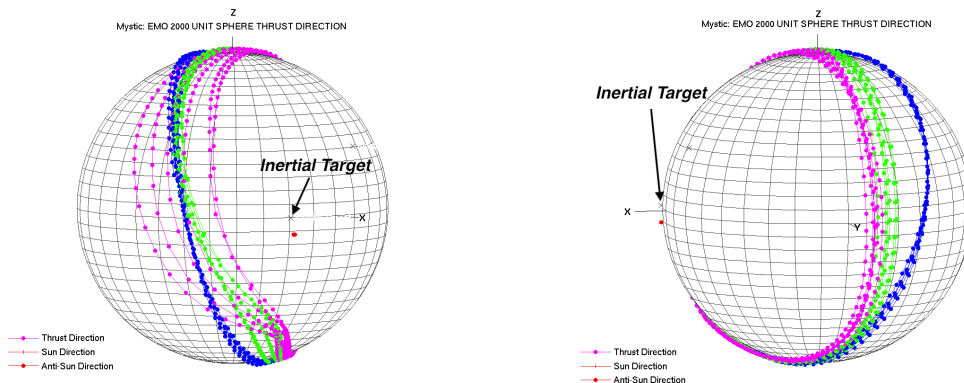 Z
Mystic: EMO 2000 UNIT SPHERE THRUST DIRECTION
Inertial Target
X
Thrust Direction
Sun Direction
Anti-Sun Direction
Z
Mystic: EMO 2000 UNIT SPHERE THRUST DIRECTION
Inertial Target
X
Y
Thrust Direction
Sun Direction
Anti-Sun Direction